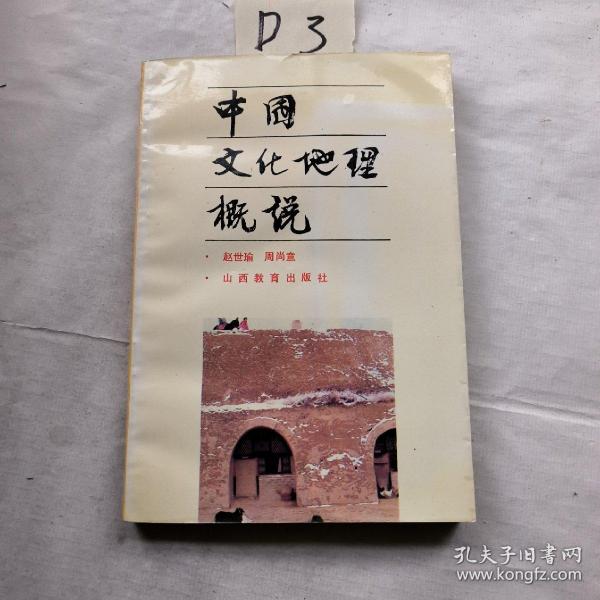 D3
中国
文化地理
概说
· 赵世瑜 周尚意
· 山西教育出版社
孔夫子旧书网
www.kongfz.com